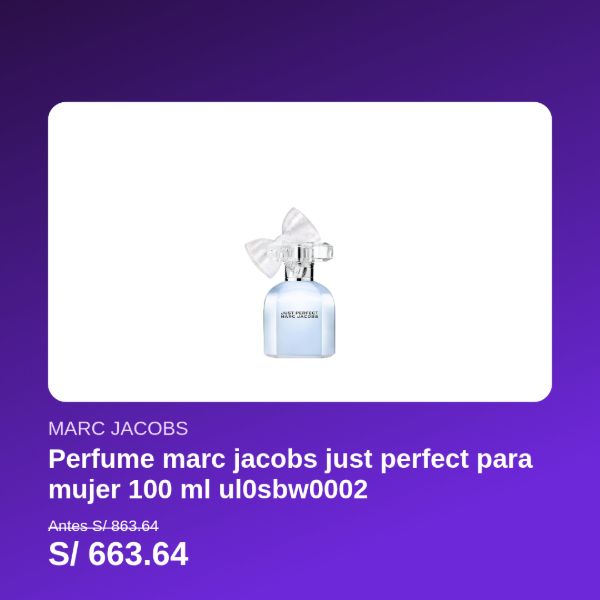 JUST PERFECT
MARC JACOBS
MARC JACOBS
Perfume marc jacobs just perfect para
mujer 100 ml ul0sbw0002
Antes S/ 863.64
S/ 663.64